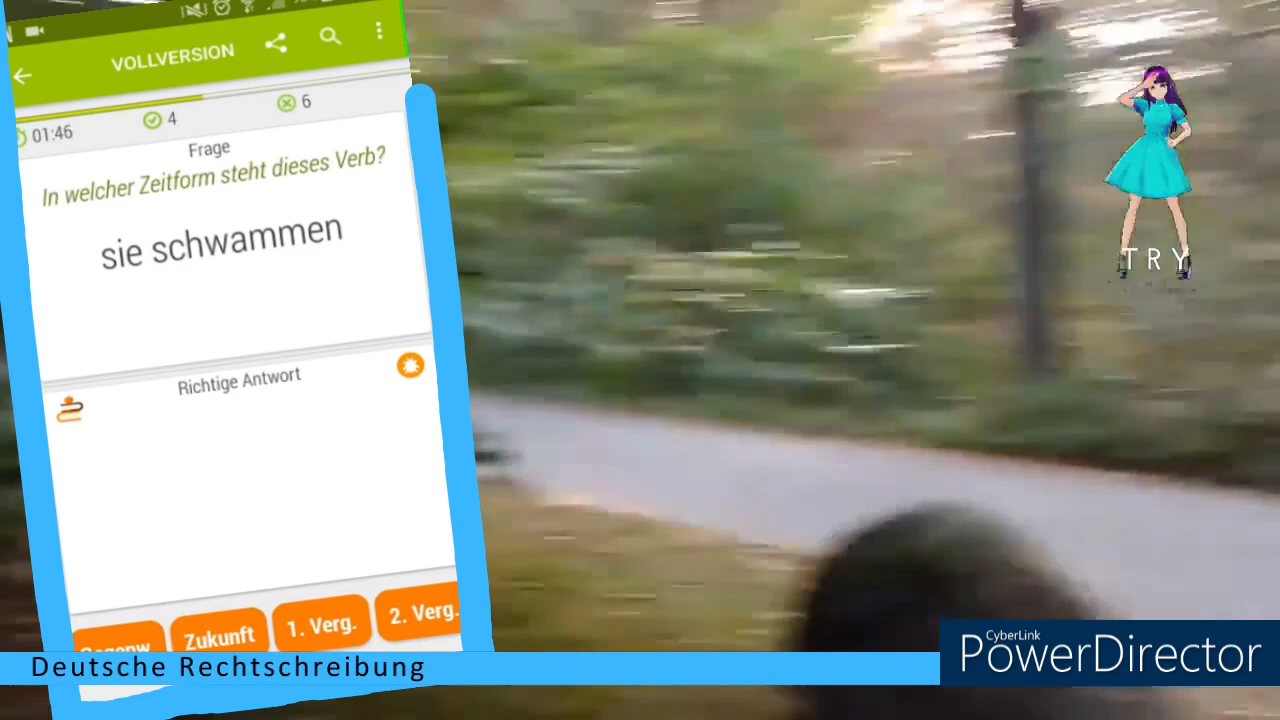 VOLLVERSION
01:46
4
6
Frage
In welcher Zeitform steht dieses Verb?
sie schwammen
Richtige Antwort
Gegenw.
Zukunft
1. Verg.
2. Verg.
TRY
Deutsche Rechtschreibung
CyberLink
PowerDirector